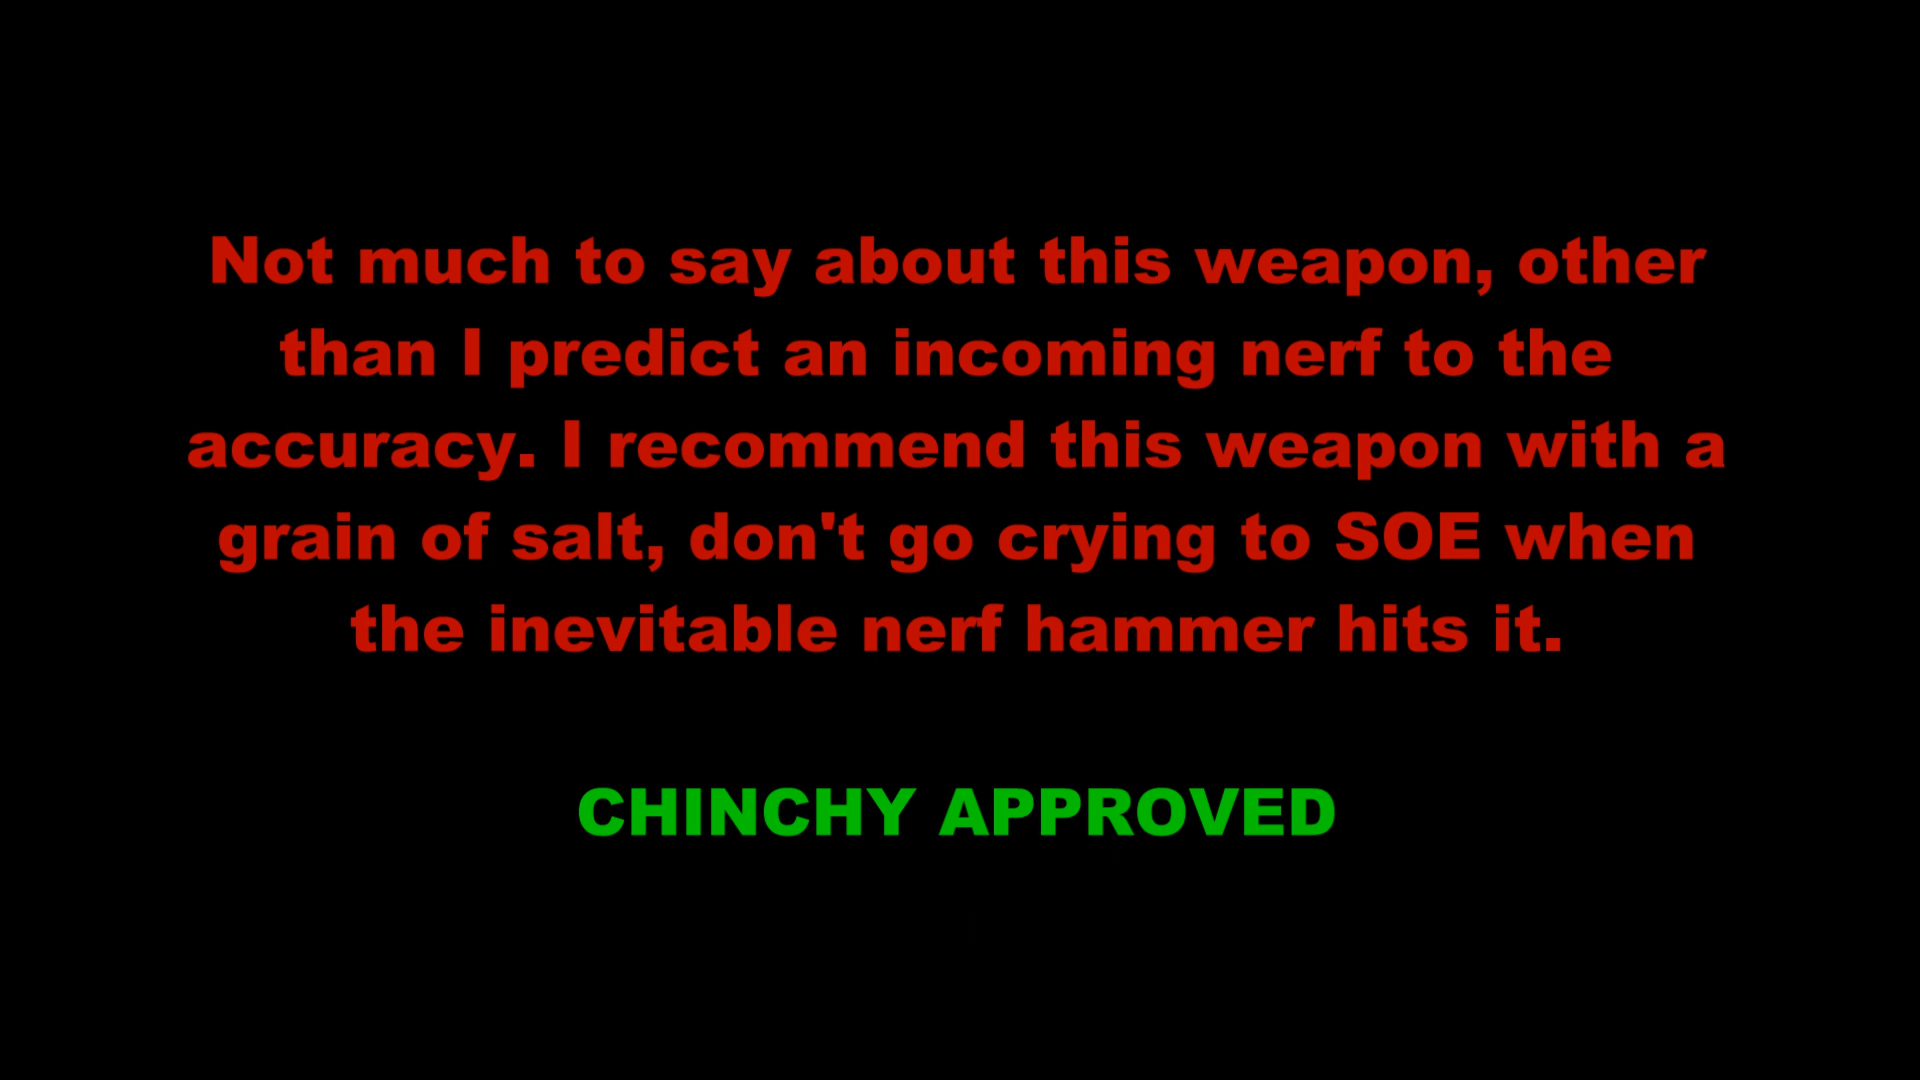 Not much to say about this weapon, other
than I predict an incoming nerf to the
accuracy. I recommend this weapon with a
grain of salt, don't go crying to SOE when
the inevitable nerf hammer hits it.
CHINCHY APPROVED